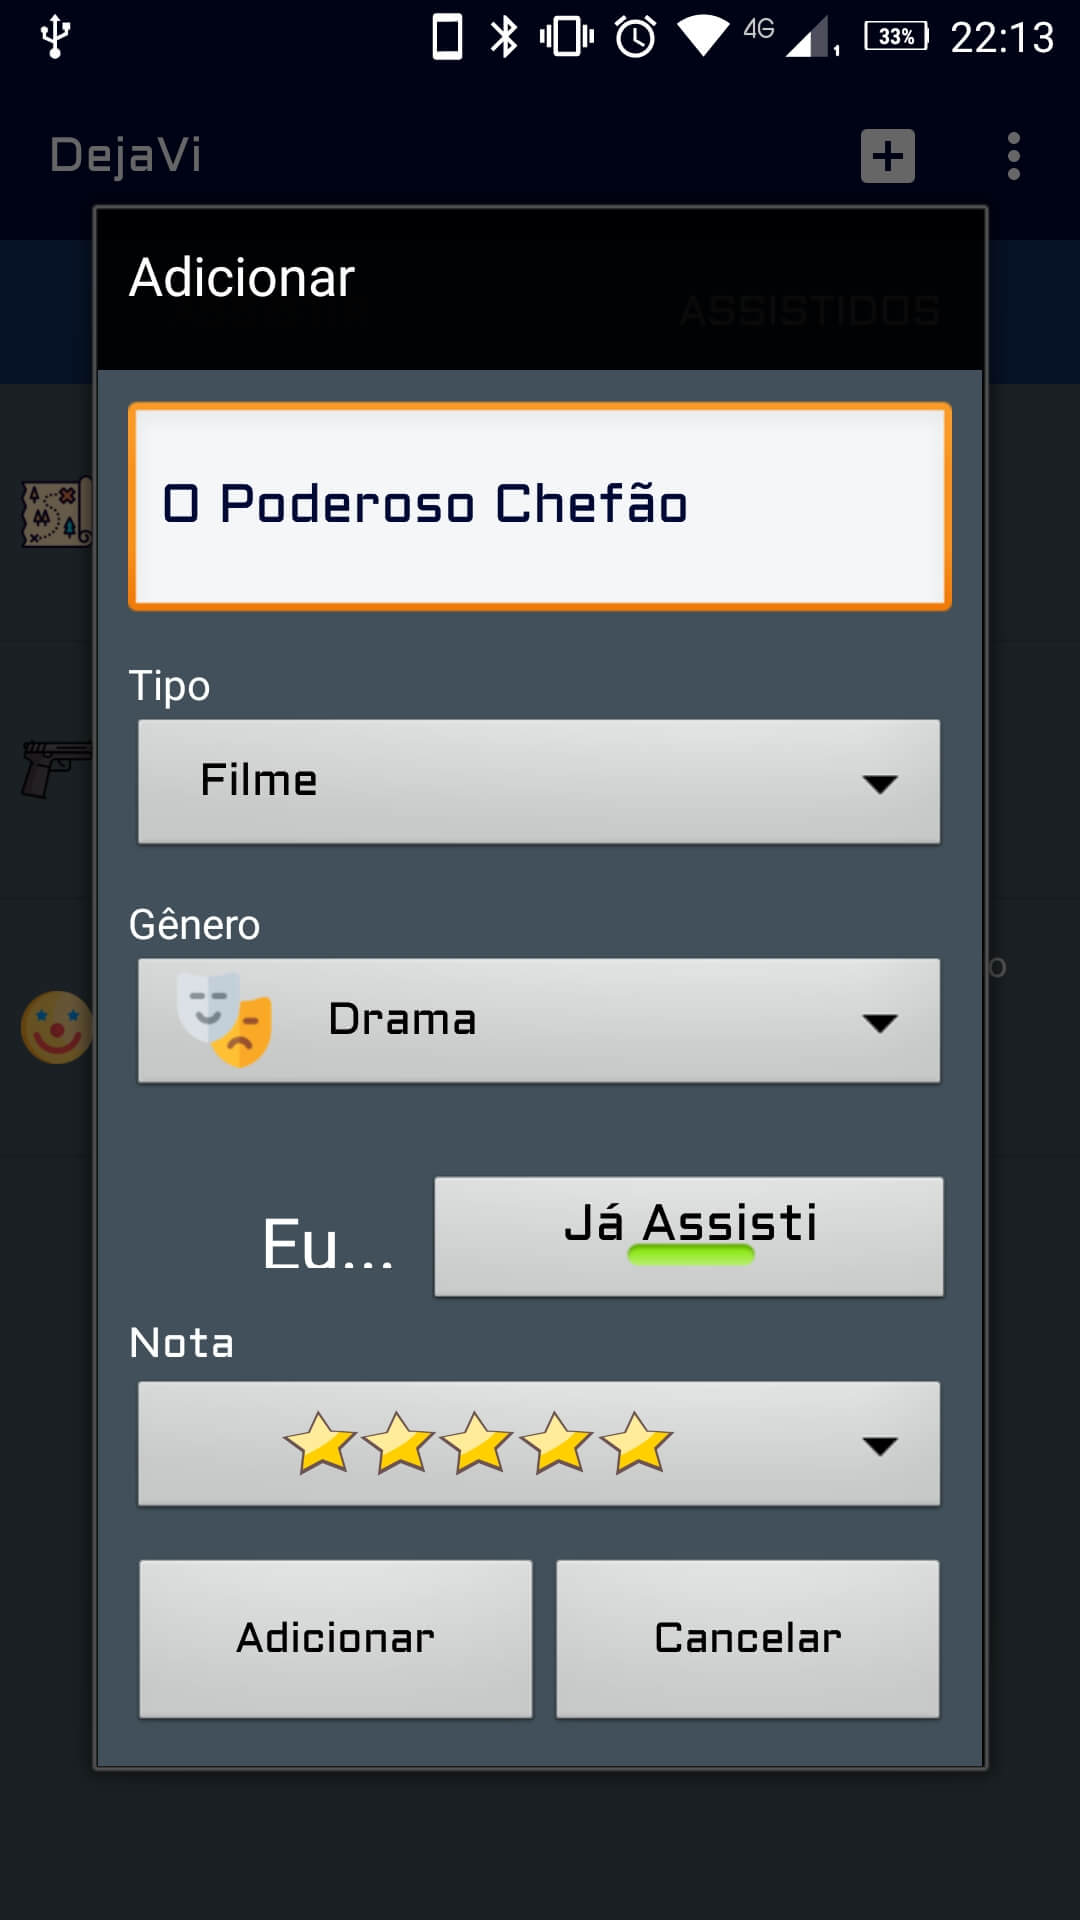 4G 33% 22:13
DejaVi
Adicionar
ASSISTIDOS
O Poderoso Chefão
Tipo
Filme
Gênero
o
Drama
Eu...
Já Assisti
Nota
Adicionar
Cancelar